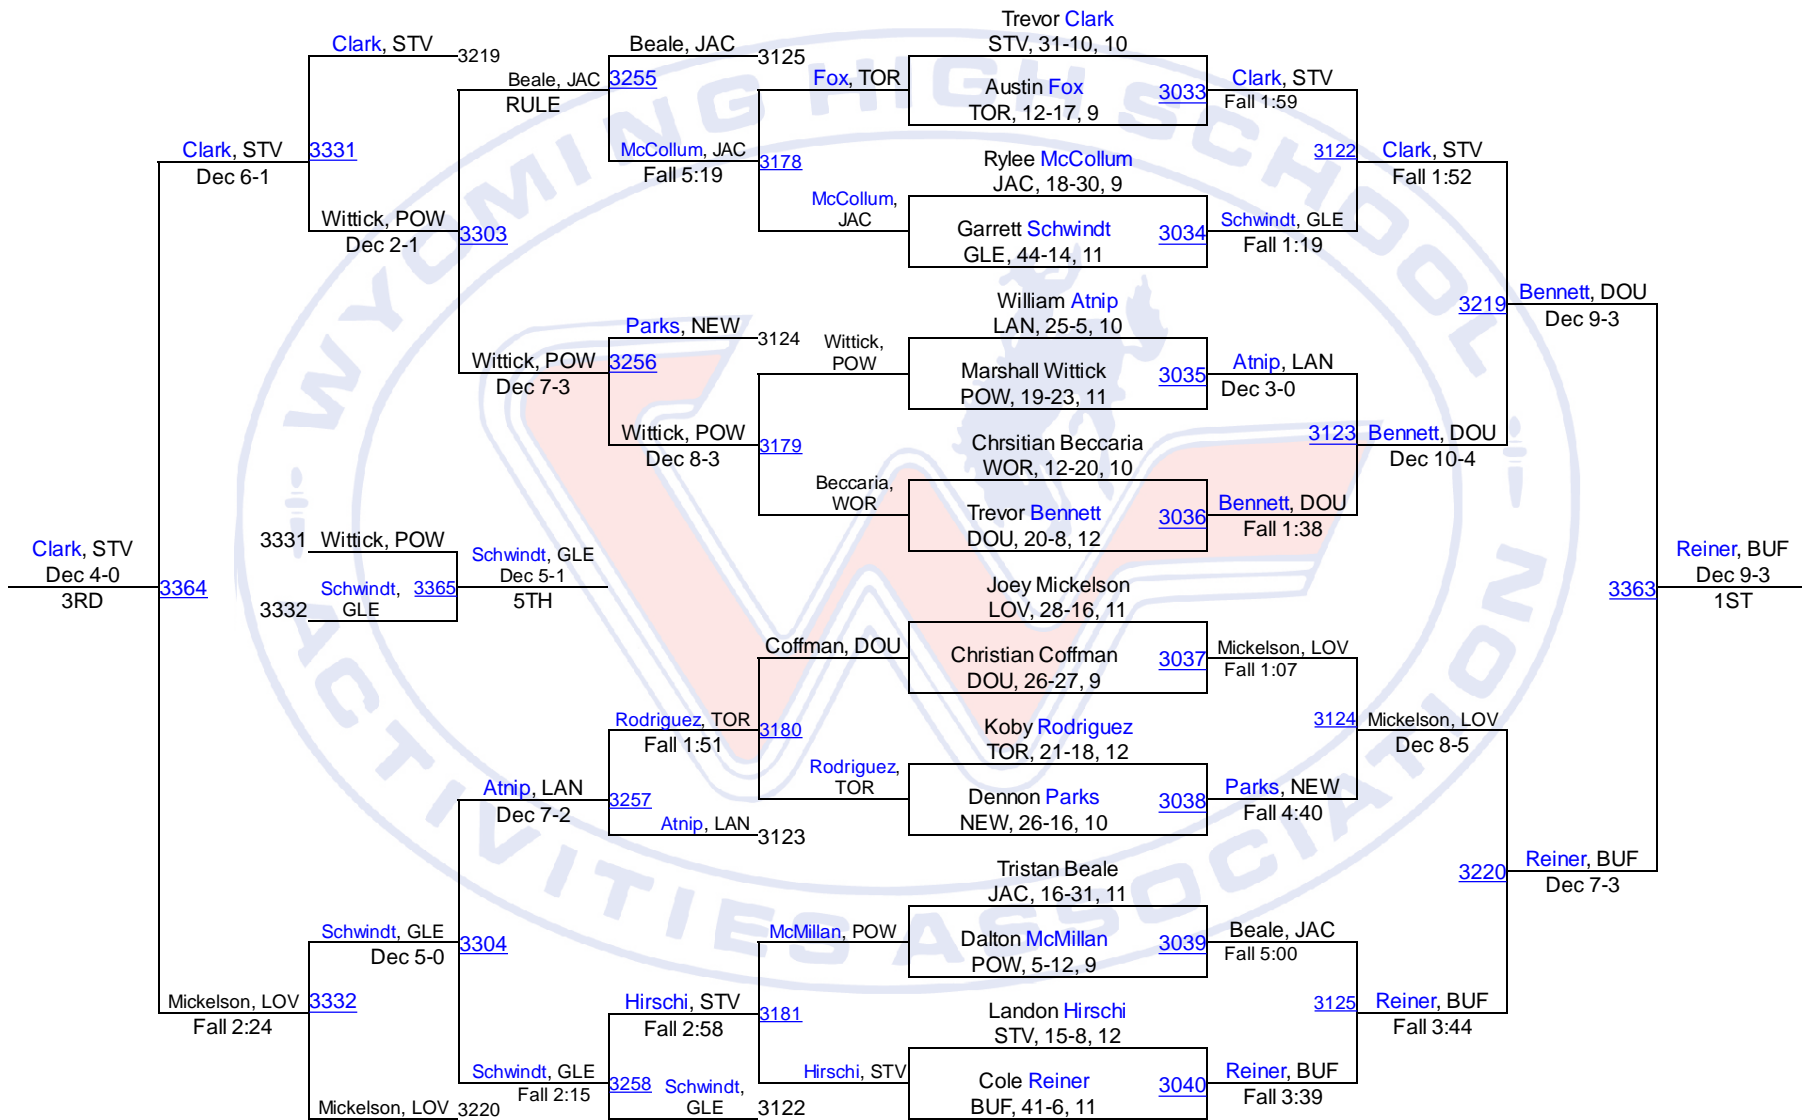 WYOMING HIGH SCHOOL
ACTIVITIES ASSOCIATION
Clark, STV
3219
Beale, JAC
RULE
3255
Beale, JAC
3125
Fox, TOR
Trevor Clark
STV, 31-10, 10
Austin Fox
TOR, 12-17, 9
3033
Clark, STV
Fall 1:59
Clark, STV
Dec 6-1
3331
McCollum, JAC
Fall 5:19
3178
Rylee McCollum
JAC, 18-30, 9
3122
Clark, STV
Fall 1:52
Wittick, POW
Dec 2-1
3303
McCollum,
JAC
Garrett Schwindt
GLE, 44-14, 11
3034
Schwindt, GLE
Fall 1:19
William Atnip
LAN, 25-5, 10
3219
Bennett, DOU
Dec 9-3
Parks, NEW
3124
Wittick, POW
Dec 7-3
3256
Wittick,
POW
Marshall Wittick
POW, 19-23, 11
3035
Atnip, LAN
Dec 3-0
Wittick, POW
Dec 8-3
3179
Chrsitian Beccaria
WOR, 12-20, 10
3123
Bennett, DOU
Dec 10-4
Beccaria,
WOR
Trevor Bennett
DOU, 20-8, 12
3036
Bennett, DOU
Fall 1:38
Clark, STV
Dec 4-0
3RD
3364
3331
Wittick, POW
Schwindt,
GLE
3332
3365
Schwindt, GLE
Dec 5-1
5TH
Joey Mickelson
LOV, 28-16, 11
3363
Reiner, BUF
Dec 9-3
1ST
Coffman, DOU
Christian Coffman
DOU, 26-27, 9
3037
Mickelson, LOV
Fall 1:07
Rodriguez, TOR
Fall 1:51
3180
Koby Rodriguez
TOR, 21-18, 12
3124
Mickelson, LOV
Dec 8-5
Atnip, LAN
Dec 7-2
3257
Rodriguez,
TOR
Dennon Parks
NEW, 26-16, 10
3038
Parks, NEW
Fall 4:40
Atnip, LAN
3123
Tristan Beale
JAC, 16-31, 11
3220
Reiner, BUF
Dec 7-3
Schwindt, GLE
Dec 5-0
3304
McMillan, POW
Dalton McMillan
POW, 5-12, 9
3039
Beale, JAC
Fall 5:00
Mickelson, LOV
Fall 2:24
3332
Hirschi, STV
Fall 2:58
3181
Landon Hirschi
STV, 15-8, 12
3125
Reiner, BUF
Fall 3:44
Schwindt, GLE
Fall 2:15
3258
Schwindt,
GLE
3122
Hirschi, STV
Cole Reiner
BUF, 41-6, 11
3040
Reiner, BUF
Fall 3:39
Mickelson, LOV
3220